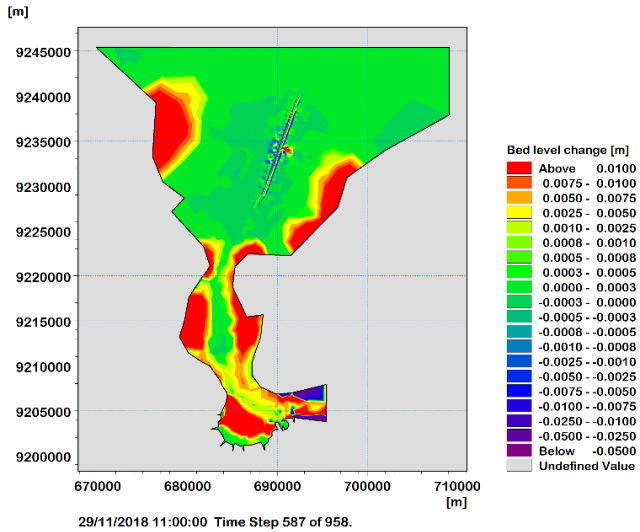 [m]
9245000
9240000
9235000
9230000
9225000
9220000
9215000
9210000
9205000
9200000
670000 680000 690000 700000 710000
[m]
29/11/2018 11:00:00 Time Step 587 of 958.
Bed level change [m]
Above 0.0100
0.0075 - 0.0100
0.0050 - 0.0075
0.0025 - 0.0050
0.0010 - 0.0025
0.0008 - 0.0010
0.0005 - 0.0008
0.0003 - 0.0005
0.0000 - 0.0003
-0.0003 - 0.0000
-0.0005 - -0.0003
-0.0008 - -0.0005
-0.0010 - -0.0008
-0.0025 - -0.0010
-0.0050 - -0.0025
-0.0075 - -0.0050
-0.0100 - -0.0075
-0.0250 - -0.0100
-0.0500 - -0.0250
Below -0.0500
Undefined Value